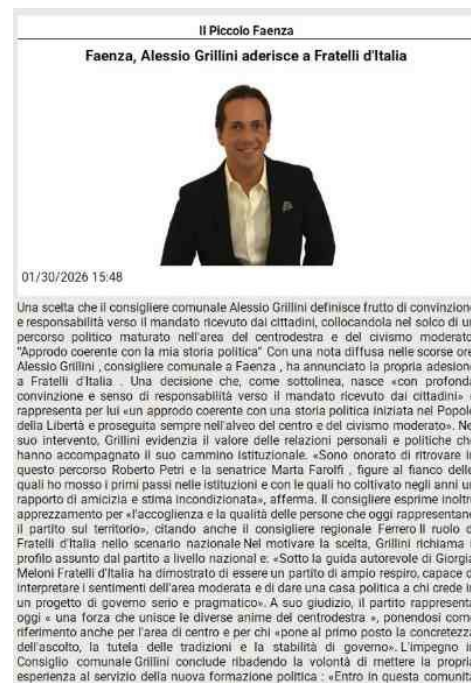 Il Piccolo Faenza
Faenza, Alessio Grillini aderisce a Fratelli d'Italia
01/30/2026 15:48
Una scelta che il consigliere comunale Alessio Grillini definisce frutto di convinzione
e responsabilità verso il mandato ricevuto dai cittadini, collocandola nel solco di un
percorso politico maturato nell'area del centrodestra e del civismo moderato.
"Approdo coerente con la mia storia politica" Con una nota diffusa nelle scorse ore,
Alessio Grillini , consigliere comunale a Faenza , ha annunciato la propria adesione
a Fratelli d'Italia . Una decisione che, come sottolinea, nasce «con profonda
convinzione e senso di responsabilità verso il mandato ricevuto dai cittadini» e
rappresenta per lui «un approdo coerente con una storia politica iniziata nel Popolo
della Libertà e proseguita sempre nell'alveo del centro e del civismo moderato». Nel
suo intervento, Grillini evidenzia il valore delle relazioni personali e politiche che
hanno accompagnato il suo cammino istituzionale. «Sono onorato di ritrovare in
questo percorso Roberto Petri e la senatrice Marta Farolfi , figure al fianco delle
quali ho mosso i primi passi nelle istituzioni e con le quali ho coltivato negli anni un
rapporto di amicizia e stima incondizionata», afferma. Il consigliere esprime inoltre
apprezzamento per «l'accoglienza e la qualità delle persone che oggi rappresentano
il partito sul territorio», citando anche il consigliere regionale Ferrero Il ruolo di
Fratelli d'Italia nello scenario nazionale Nel motivare la scelta, Grillini richiama il
profilo assunto dal partito a livello nazional e: «Sotto la guida autorevole di Giorgia
Meloni Fratelli d'Italia ha dimostrato di essere un partito di ampio respiro, capace di
interpretare i sentimenti dell'area moderata e di dare una casa politica a chi crede in
un progetto di governo serio e pragmatico». A suo giudizio, il partito rappresenta
oggi « una forza che unisce le diverse anime del centrodestra », ponendosi come
riferimento anche per l'area di centro e per chi «pone al primo posto la concretezza
dell'ascolto, la tutela delle tradizioni e la stabilità di governo». L'impegno in
Consiglio comunale Grillini conclude ribadendo la volontà di mettere la propria
esperienza al servizio della nuova formazione politica : «Entro in questa comunità